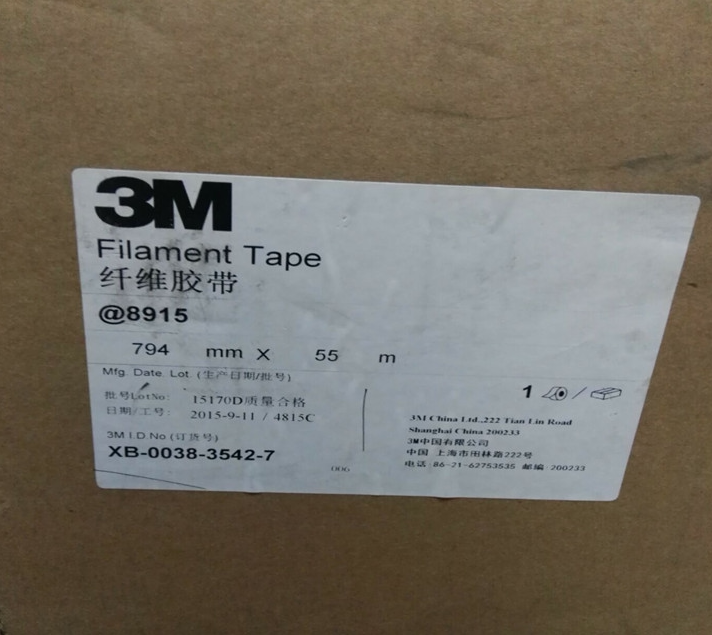 3M
Filament Tape
纤维胶带
@8915
794 mm X 55 m
Mfg. Date. Lot. (生产日期/批号)
批号LotNo: 15170D质量合格
日期/工号: 2015-9-11 / 4815C
3M I.D.No (订货号)
XB-0038-3542-7
006
1 /
3M China Ltd.,222 Tian Lin Road
Shanghai China 200233
3M中国有限公司
中国 上海市田林路222号
电话:86-21-62753535 邮编:200233